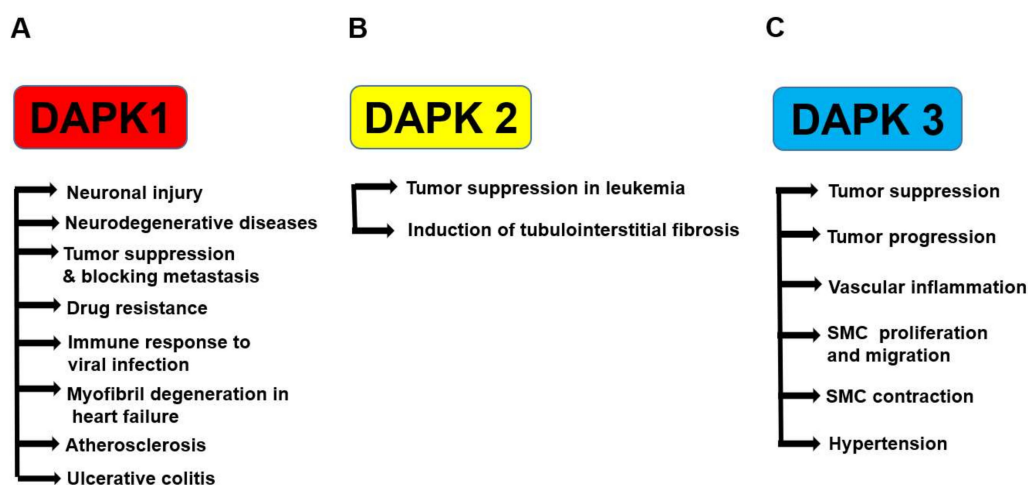 A
DAPK1
Neuronal injury
Neurodegenerative diseases
Tumor suppression
& blocking metastasis
Drug resistance
Immune response to
viral infection
Myofibril degeneration in
heart failure
Atherosclerosis
Ulcerative colitis
B
DAPK 2
Tumor suppression in leukemia
Induction of tubulointerstitial fibrosis
C
DAPK 3
Tumor suppression
Tumor progression
Vascular inflammation
SMC proliferation
and migration
SMC contraction
Hypertension